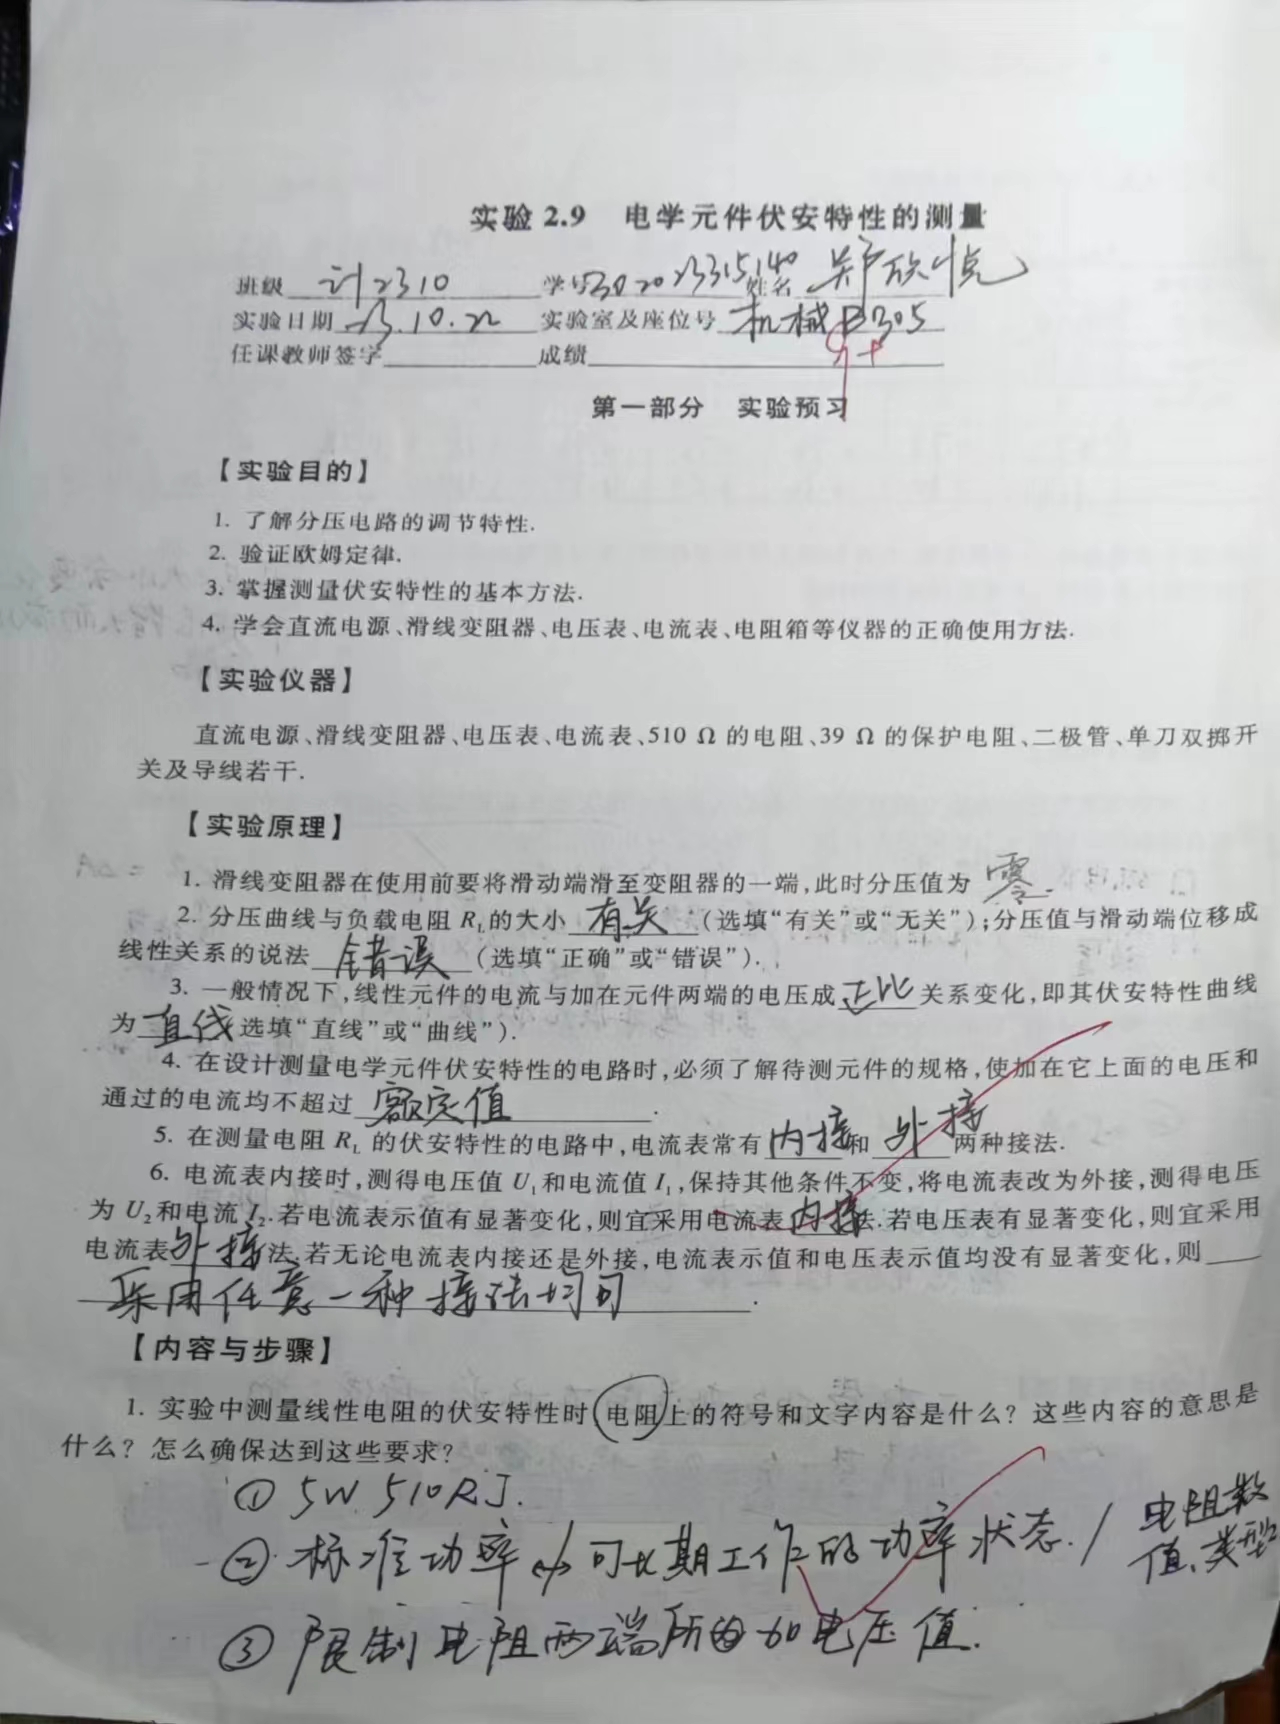 实验 2.9 电学元件伏安特性的测量
班级 计2310 学号 3020 23315140 姓名 郑欣悦
实验日期 23.10.22 实验室及座位号 机械B305
任课教师签字 成绩 9+
第一部分 实验预习
【实验目的】
1. 了解分压电路的调节特性.
2. 验证欧姆定律.
3. 掌握测量伏安特性的基本方法.
4. 学会直流电源、滑线变阻器、电压表、电流表、电阻箱等仪器的正确使用方法.
【实验仪器】
直流电源、滑线变阻器、电压表、电流表、510 Ω 的电阻、39 Ω 的保护电阻、二极管、单刀双掷开
关及导线若干.
【实验原理】
1. 滑线变阻器在使用前要将滑动端滑至变阻器的一端,此时分压值为 零.
2. 分压曲线与负载电阻 RL的大小 有关 (选填“有关”或“无关”);分压值与滑动端位移成
线性关系的说法 错误 (选填“正确”或“错误”).
3. 一般情况下,线性元件的电流与加在元件两端的电压成 正比 关系变化,即其伏安特性曲线
为 直线 选填“直线”或“曲线”).
4. 在设计测量电学元件伏安特性的电路时,必须了解待测元件的规格,使加在它上面的电压和
通过的电流均不超过 额定值.
5. 在测量电阻 RL 的伏安特性的电路中,电流表常有 内接 和 外接 两种接法.
6. 电流表内接时,测得电压值 U1和电流值 I1,保持其他条件不变,将电流表改为外接,测得电压
为 U2和电流 I2.若电流表示值有显著变化,则宜采用电流表 内接 法.若电压表有显著变化,则宜采用
电流表 外接 法.若无论电流表内接还是外接,电流表示值和电压表示值均没有显著变化,则
采用任意一种接法均可.
【内容与步骤】
1. 实验中测量线性电阻的伏安特性时,电阻上的符号和文字内容是什么? 这些内容的意思是
什么? 怎么确保达到这些要求?
① 5W 510RJ.
② 标准功率 可长期工作的功率状态. / 电阻数
值、类型
③ 限制电阻两端所加电压值.